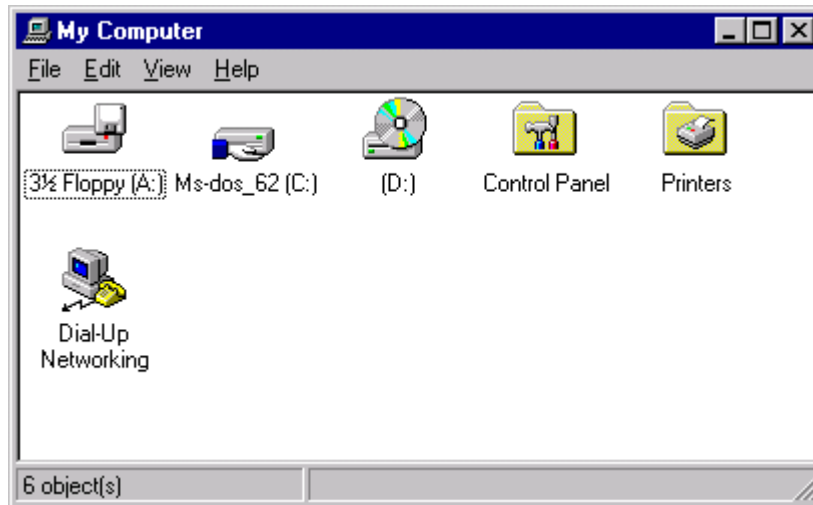 My Computer
File Edit View Help
3½ Floppy (A:) Ms-dos_62 (C:) (D:) Control Panel Printers
Dial-Up
Networking
6 object(s)